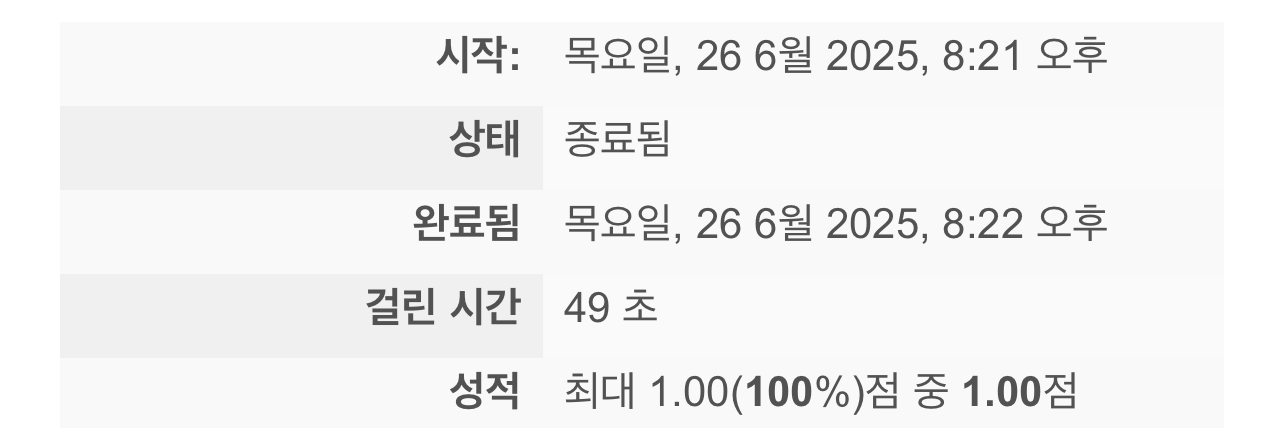 시작: 목요일, 26 6월 2025, 8:21 오후
상태 종료됨
완료됨 목요일, 26 6월 2025, 8:22 오후
걸린 시간 49 초
성적 최대 1.00(100%)점 중 1.00점